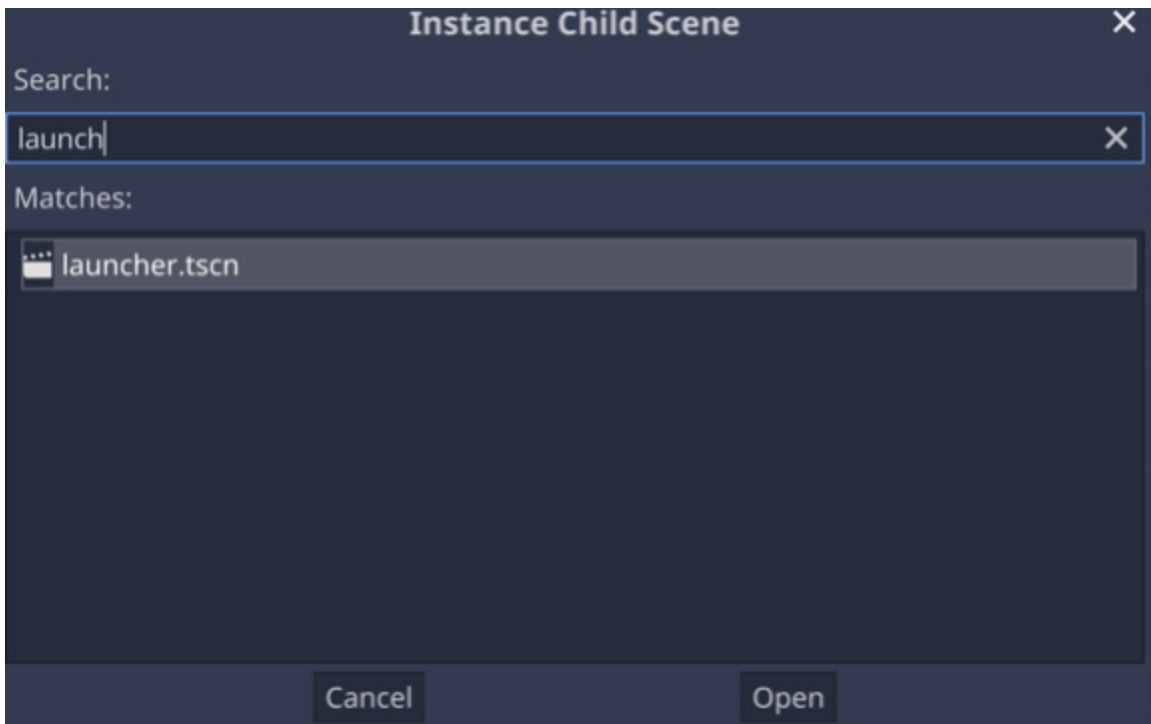 Instance Child Scene
Search:
launch
Matches:
launcher.tscn
Cancel Open